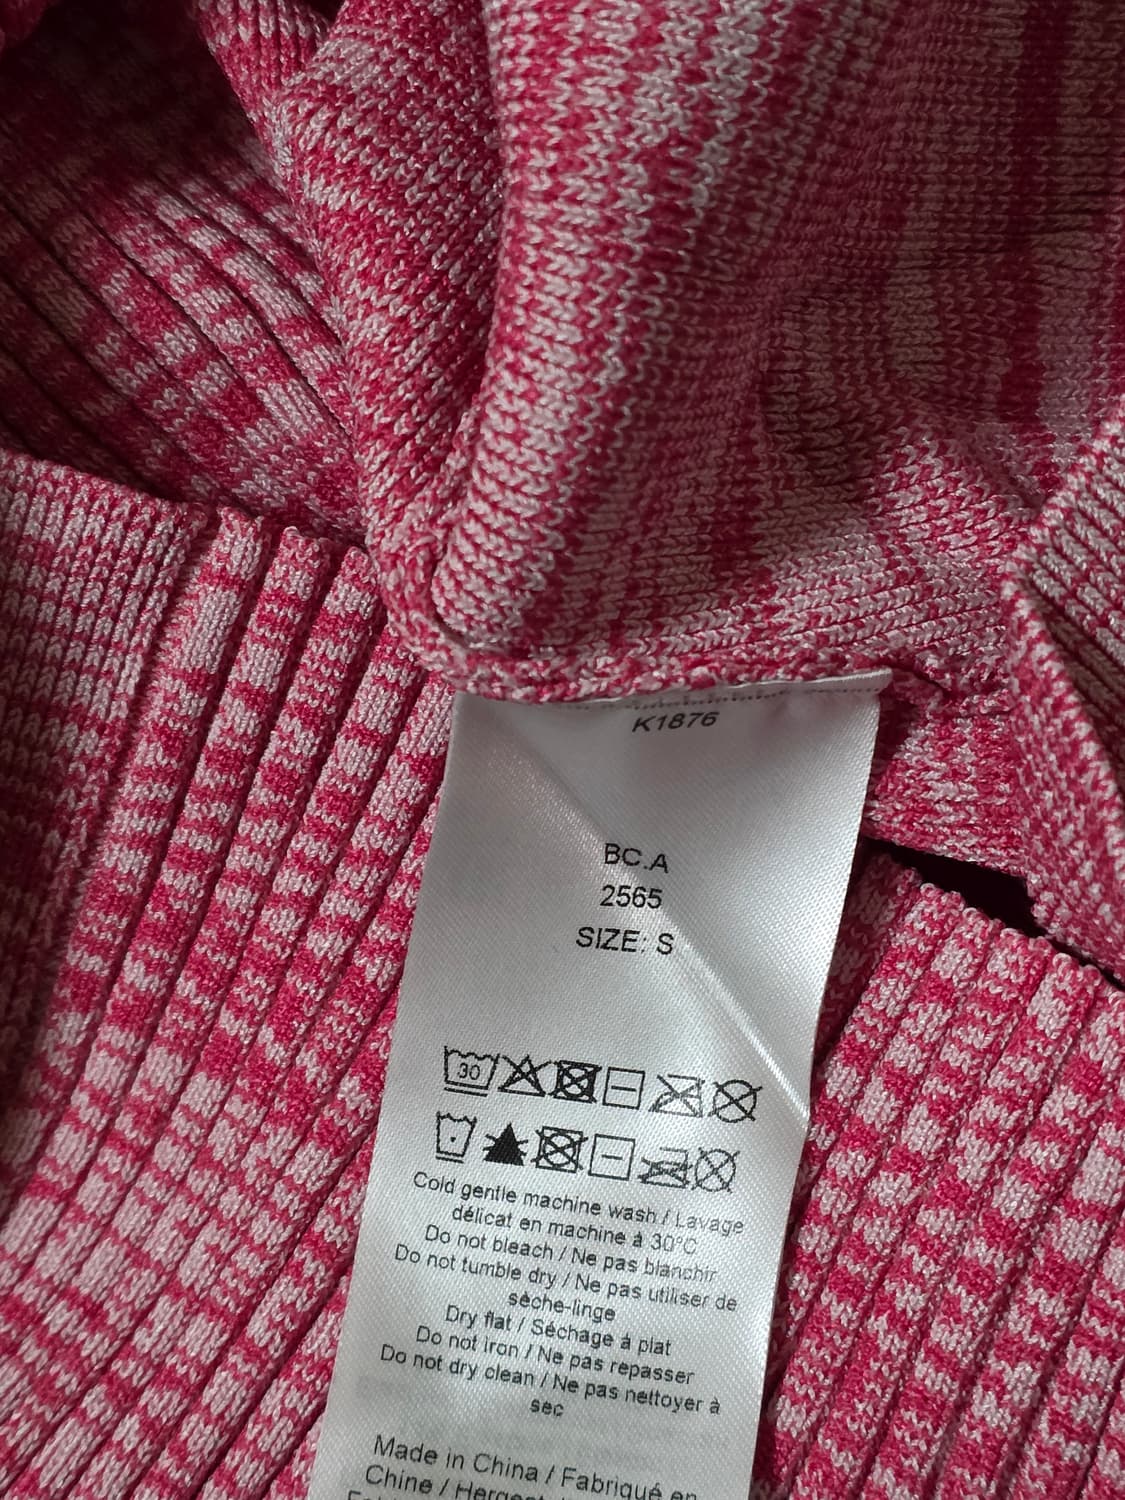 K1876
BC.A
2565
SIZE: S
30
Cold gentle machine wash / Lavage
délicat en machine à 30°C
Do not bleach / Ne pas blanchir
Do not tumble dry / Ne pas utiliser de
sèche-linge
Dry flat / Séchage à plat
Do not iron / Ne pas repasser
Do not dry clean / Ne pas nettoyer à
sec
Made in China / Fabriqué en
Chine /